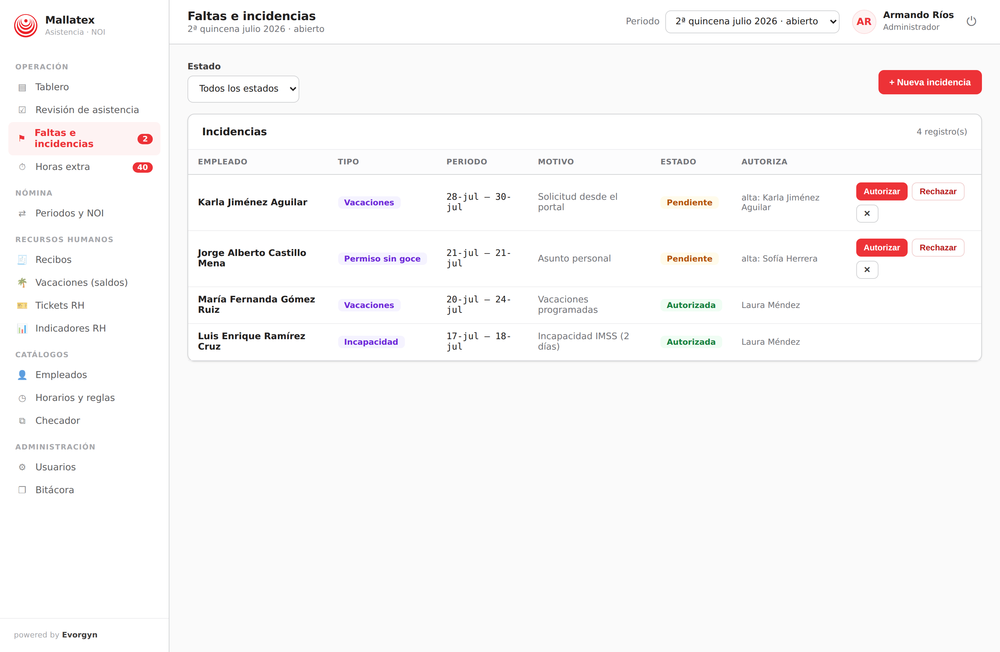 Mallatex
Asistencia · NOI
OPERACIÓN
Tablero
Revisión de asistencia
Faltas e
incidencias
2
Horas extra
40
NÓMINA
Periodos y NOI
RECURSOS HUMANOS
Recibos
Vacaciones (saldos)
Tickets RH
Indicadores RH
CATÁLOGOS
Empleados
Horarios y reglas
Checador
ADMINISTRACIÓN
Usuarios
Bitácora
powered by Evorgyn
Faltas e incidencias
2ª quincena julio 2026 · abierto
Periodo
2ª quincena julio 2026 · abierto
AR
Armando Ríos
Administrador
Estado
Todos los estados
+ Nueva incidencia
Incidencias
4 registro(s)
EMPLEADO TIPO PERIODO MOTIVO ESTADO AUTORIZA
Karla Jiménez Aguilar
Vacaciones
28-jul — 30-
jul
Solicitud desde el
portal
Pendiente
alta: Karla Jiménez
Aguilar
Autorizar
Rechazar
✕
Jorge Alberto Castillo
Mena
Permiso sin goce
21-jul — 21-
jul
Asunto personal
Pendiente
alta: Sofía Herrera
Autorizar
Rechazar
✕
María Fernanda Gómez
Ruiz
Vacaciones
20-jul — 24-
jul
Vacaciones
programadas
Autorizada
Laura Méndez
Luis Enrique Ramírez
Cruz
Incapacidad
17-jul — 18-
jul
Incapacidad IMSS (2
días)
Autorizada
Laura Méndez